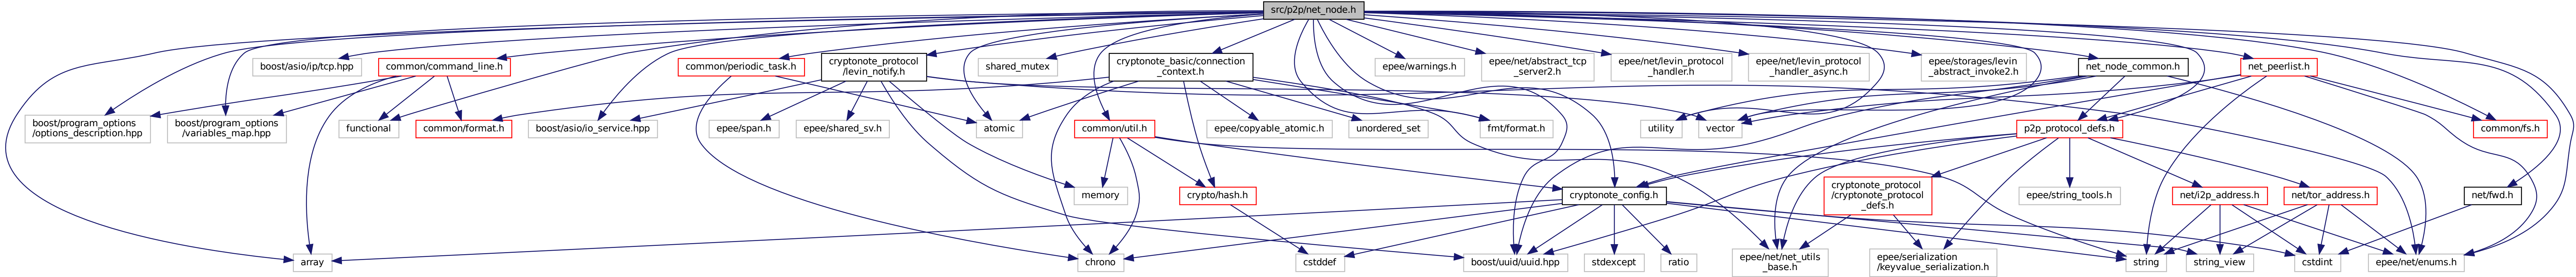 src/p2p/net_node.h
boost/asio/ip/tcp.hpp
common/command_line.h
common/periodic_task.h
cryptonote_protocol
/levin_notify.h
shared_mutex
cryptonote_basic/connection
_context.h
epee/warnings.h
epee/net/abstract_tcp
_server2.h
epee/net/levin_protocol
_handler.h
epee/net/levin_protocol
_handler_async.h
epee/storages/levin
_abstract_invoke2.h
net_node_common.h
net_peerlist.h
boost/program_options
/options_description.hpp
boost/program_options
/variables_map.hpp
functional
common/format.h
boost/asio/io_service.hpp
epee/span.h
epee/shared_sv.h
atomic
common/util.h
epee/copyable_atomic.h
unordered_set
fmt/format.h
utility
vector
p2p_protocol_defs.h
common/fs.h
memory
crypto/hash.h
cryptonote_config.h
cryptonote_protocol
/cryptonote_protocol
_defs.h
epee/string_tools.h
net/i2p_address.h
net/tor_address.h
net/fwd.h
array
chrono
cstddef
boost/uuid/uuid.hpp
stdexcept
ratio
epee/net/net_utils
_base.h
epee/serialization
/keyvalue_serialization.h
string
string_view
cstdint
epee/net/enums.h